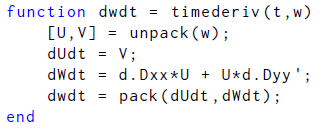 function dwdt = timederiv(t,w)
[U,V] = unpack(w);
dUdt = V;
dWdt = d.Dxx*U + U*d.Dyy';
dwdt = pack(dUdt,dWdt);
end